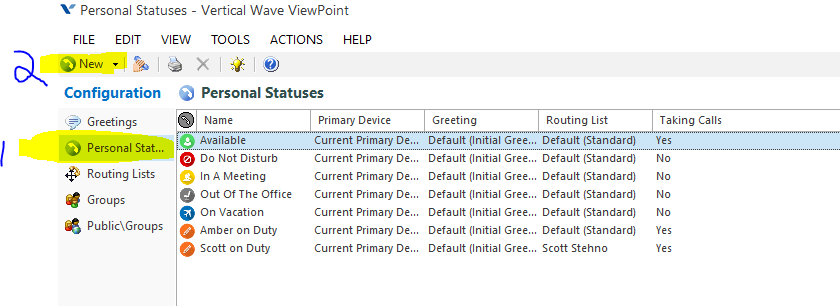 Personal Statuses - Vertical Wave ViewPoint
FILE EDIT VIEW TOOLS ACTIONS HELP
2 New
Configuration Personal Statuses
Greetings Name Primary Device Greeting Routing List Taking Calls
Available Current Primary De... Default (Initial Gree... Default (Standard) Yes
1 Personal Stat...
Do Not Disturb Current Primary De... Default (Initial Gree... Default (Standard) No
Routing Lists In A Meeting Current Primary De... Default (Initial Gree... Default (Standard) No
Groups Out Of The Office Current Primary De... Default (Initial Gree... Default (Standard) No
On Vacation Current Primary De... Default (Initial Gree... Default (Standard) No
Public\Groups Amber on Duty Current Primary De... Default (Initial Gree... Default (Standard) Yes
Scott on Duty Current Primary De... Default (Initial Gree... Scott Stehno Yes